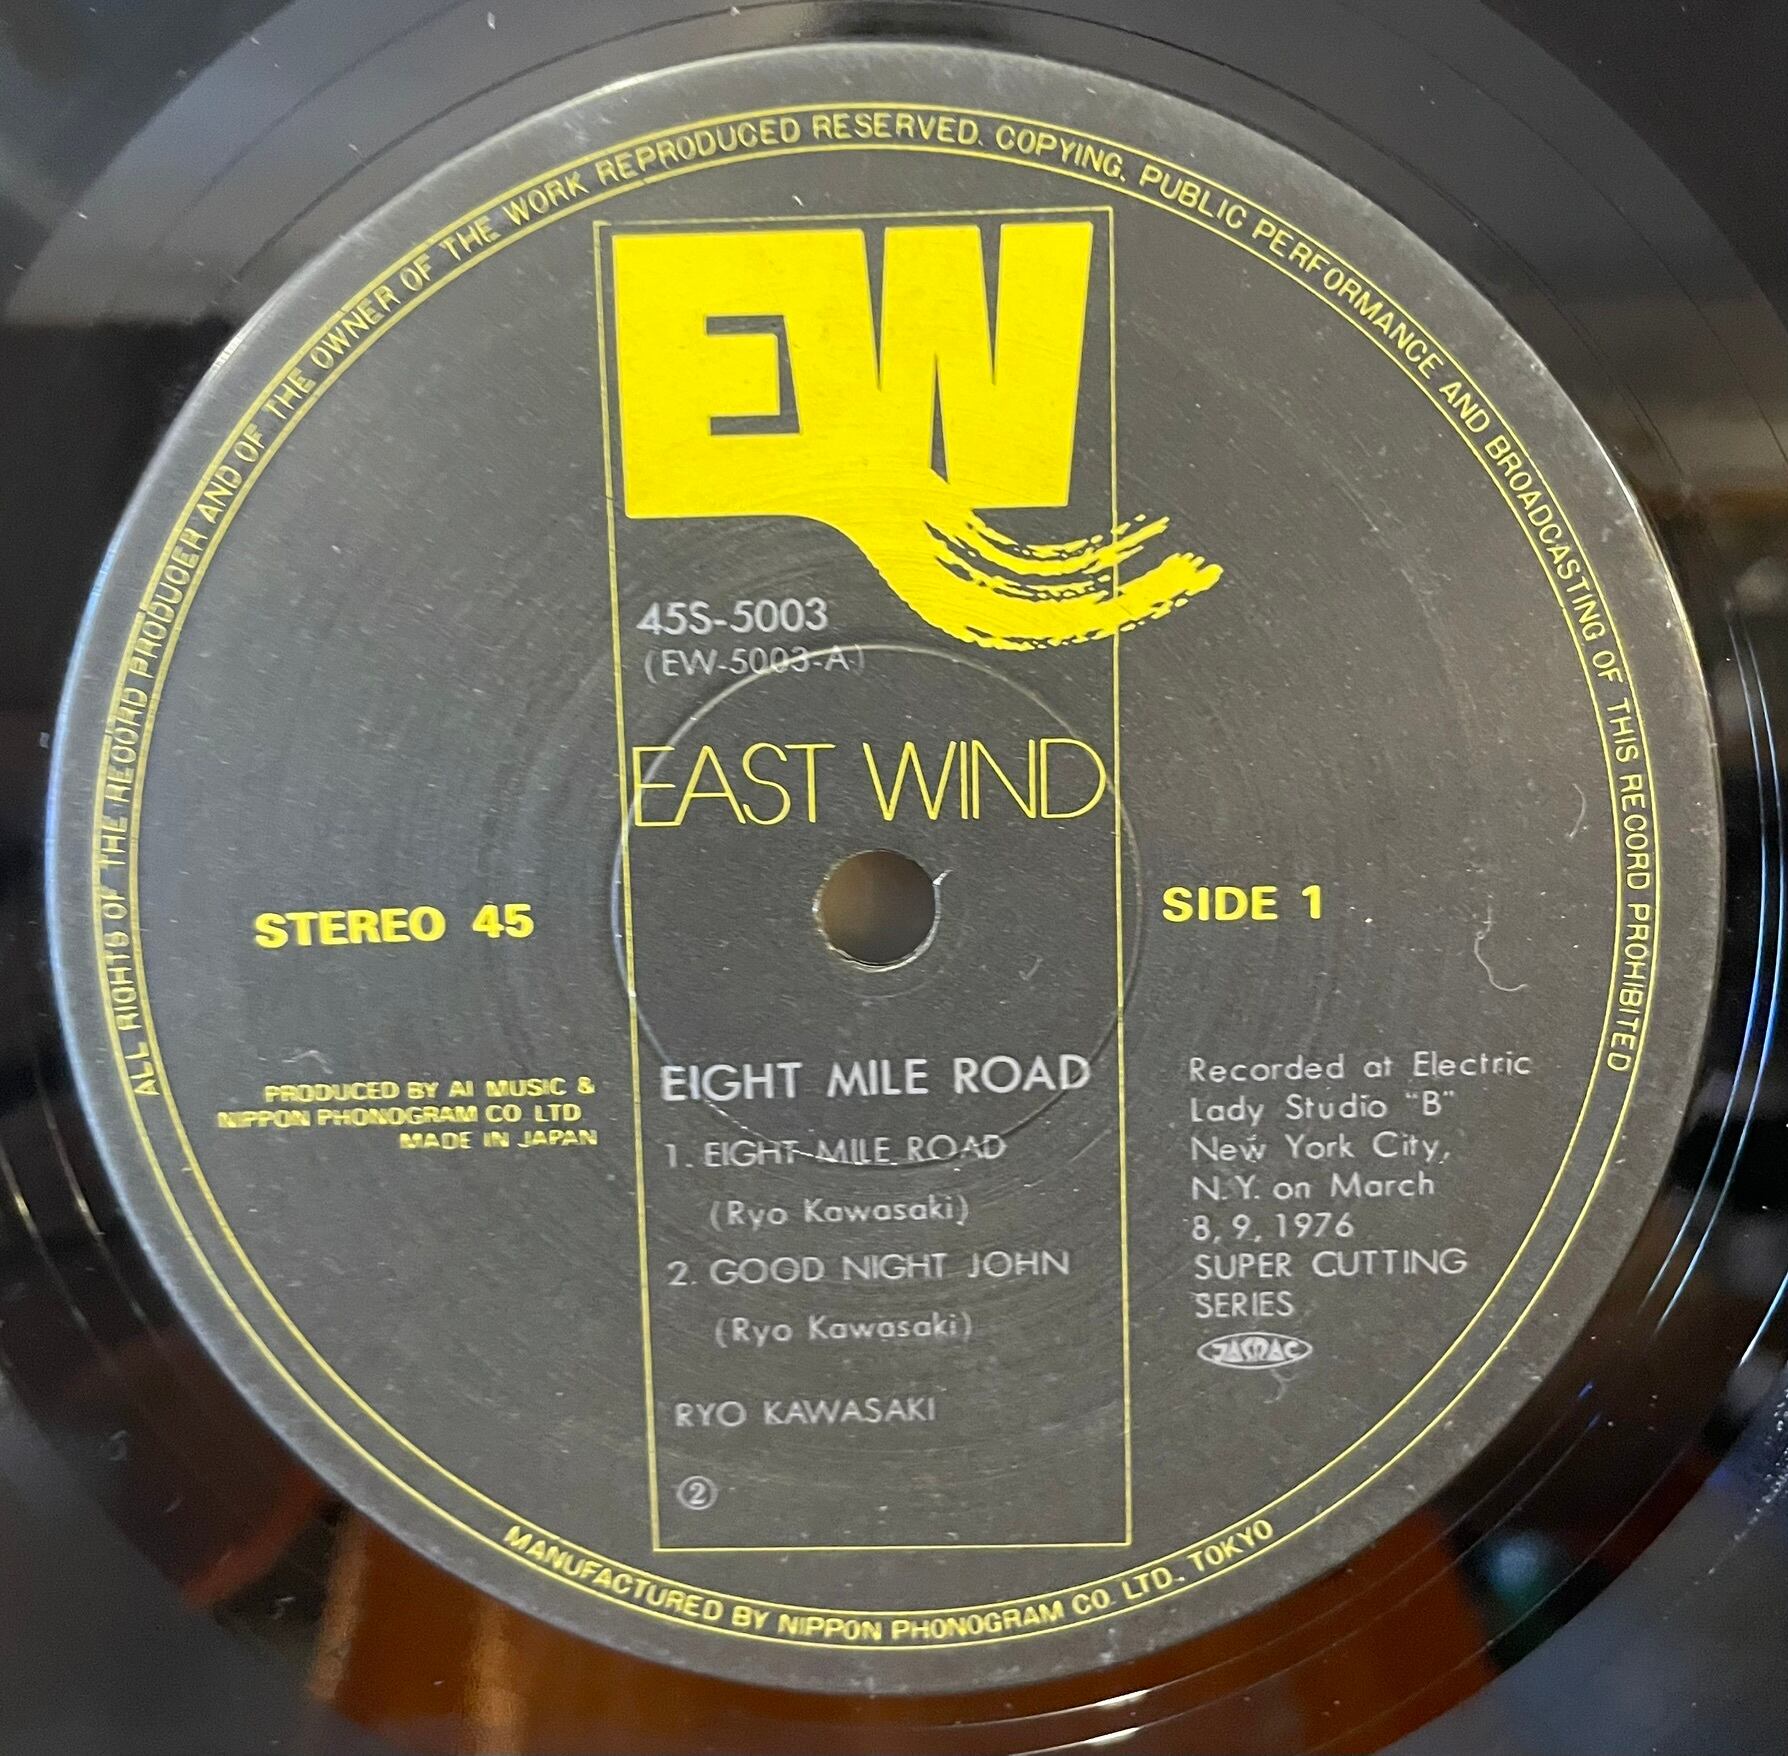 ALL RIGHTS OF THE RECORD PRODUCER AND OF THE OWNER OF THE WORK REPRODUCED RESERVED. COPYING. PUBLIC PERFORMANCE AND BROADCASTING OF THIS RECORD PROHIBITED
EW
45S-5003
(EW-5003-A)
EAST WIND
STEREO 45
SIDE 1
PRODUCED BY AI MUSIC &
NIPPON PHONOGRAM CO LTD
MADE IN JAPAN
EIGHT MILE ROAD
1. EIGHT MILE ROAD
(Ryo Kawasaki)
2. GOOD NIGHT JOHN
(Ryo Kawasaki)
RYO KAWASAKI
②
Recorded at Electric
Lady Studio "B"
New York City,
N.Y. on March
8, 9, 1976
SUPER CUTTING
SERIES
JASRAC
MANUFACTURED BY NIPPON PHONOGRAM CO. LTD. TOKYO